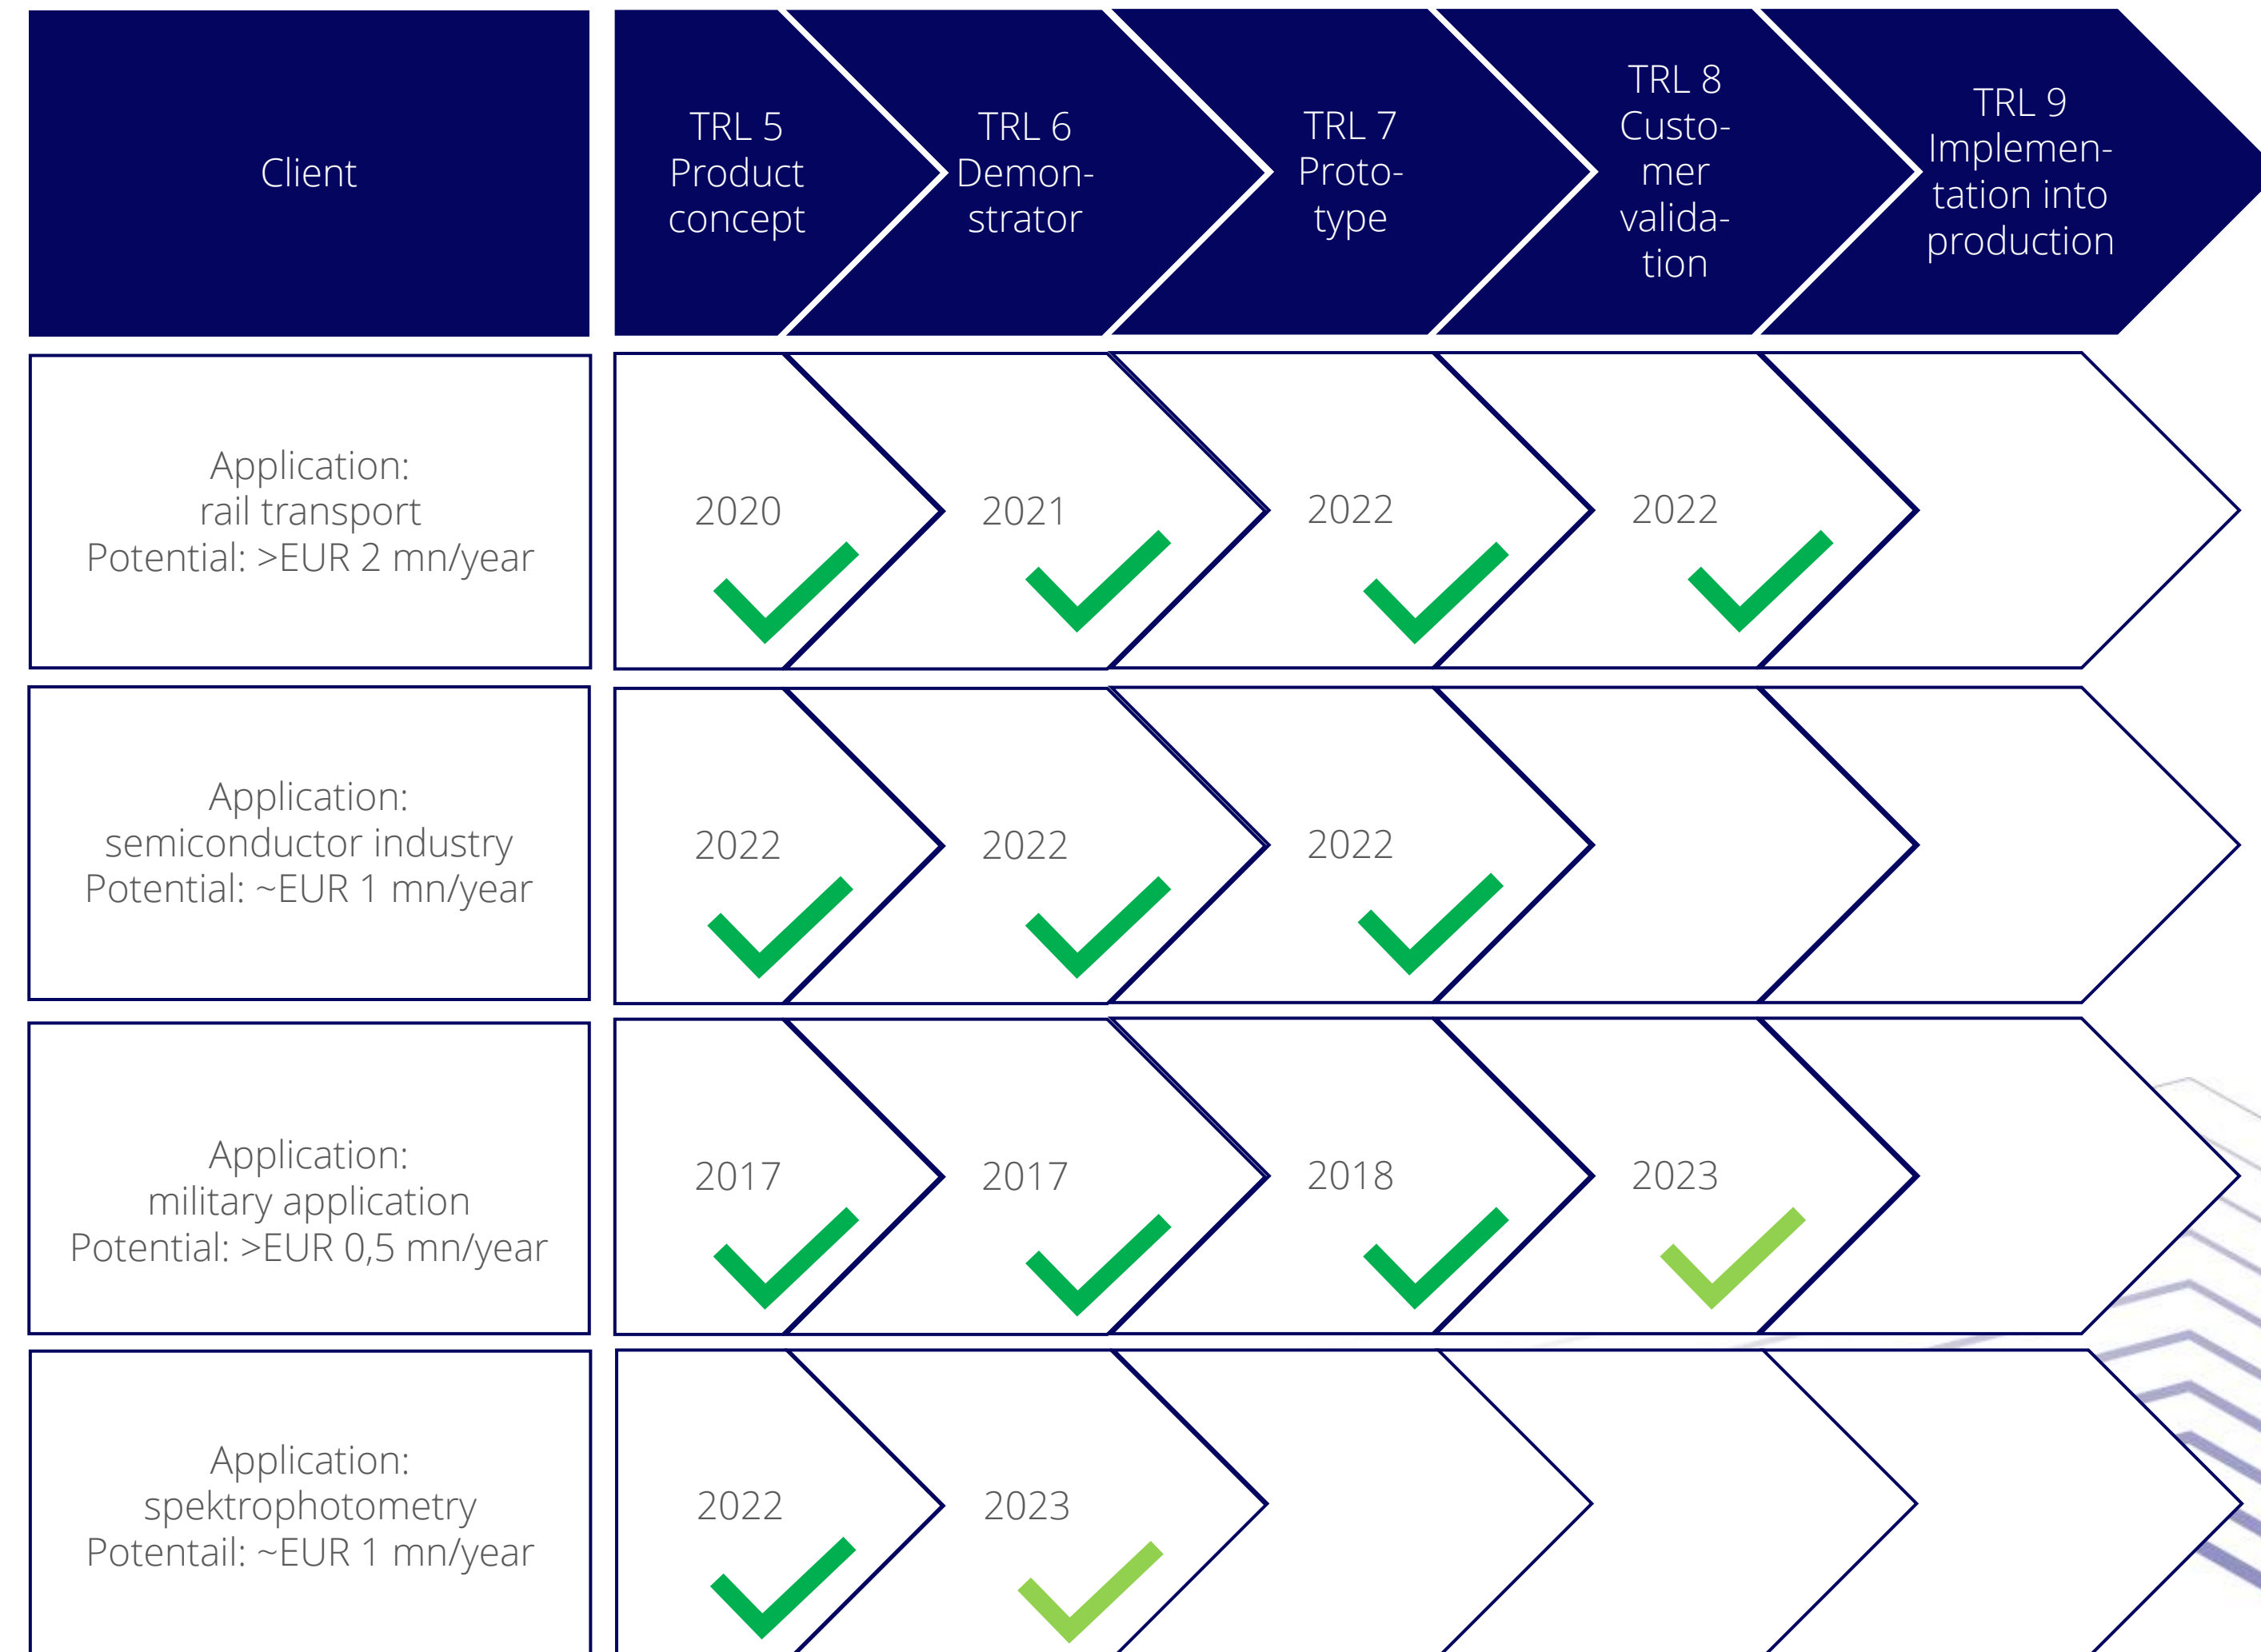 Client
TRL 5
Product
concept
TRL 6
Demon-
strator
TRL 7
Proto-
type
TRL 8
Custo-
mer
valida-
tion
TRL 9
Implemen-
tation into
production
Application:
rail transport
Potential: >EUR 2 mn/year
2020
2021
2022
2022
Application:
semiconductor industry
Potential: ~EUR 1 mn/year
2022
2022
2022
Application:
military application
Potential: >EUR 0,5 mn/year
2017
2017
2018
2023
Application:
spektrophotometry
Potentail: ~EUR 1 mn/year
2022
2023